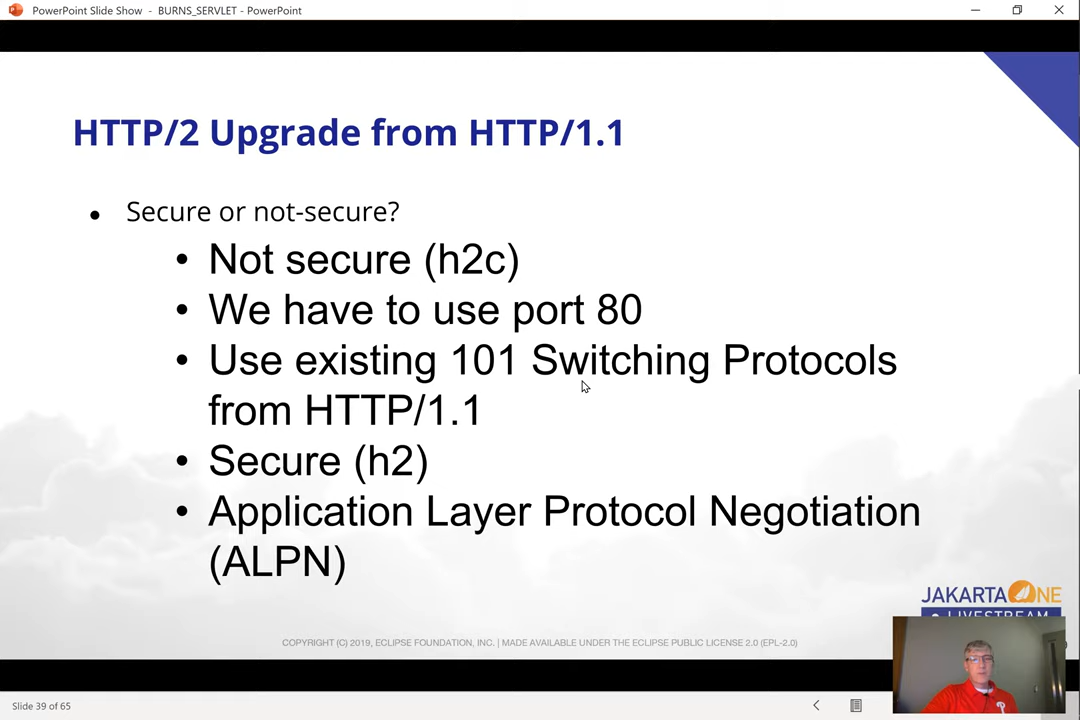 PowerPoint Slide Show - BURNS_SERVLET - PowerPoint
HTTP/2 Upgrade from HTTP/1.1
• Secure or not-secure?
• Not secure (h2c)
• We have to use port 80
• Use existing 101 Switching Protocols
from HTTP/1.1
• Secure (h2)
• Application Layer Protocol Negotiation
(ALPN)
JAKARTA ONE
LIVESTREAM
COPYRIGHT (C) 2019, ECLIPSE FOUNDATION, INC. | MADE AVAILABLE UNDER THE ECLIPSE PUBLIC LICENSE 2.0 (EPL-2.0)
Slide 39 of 65